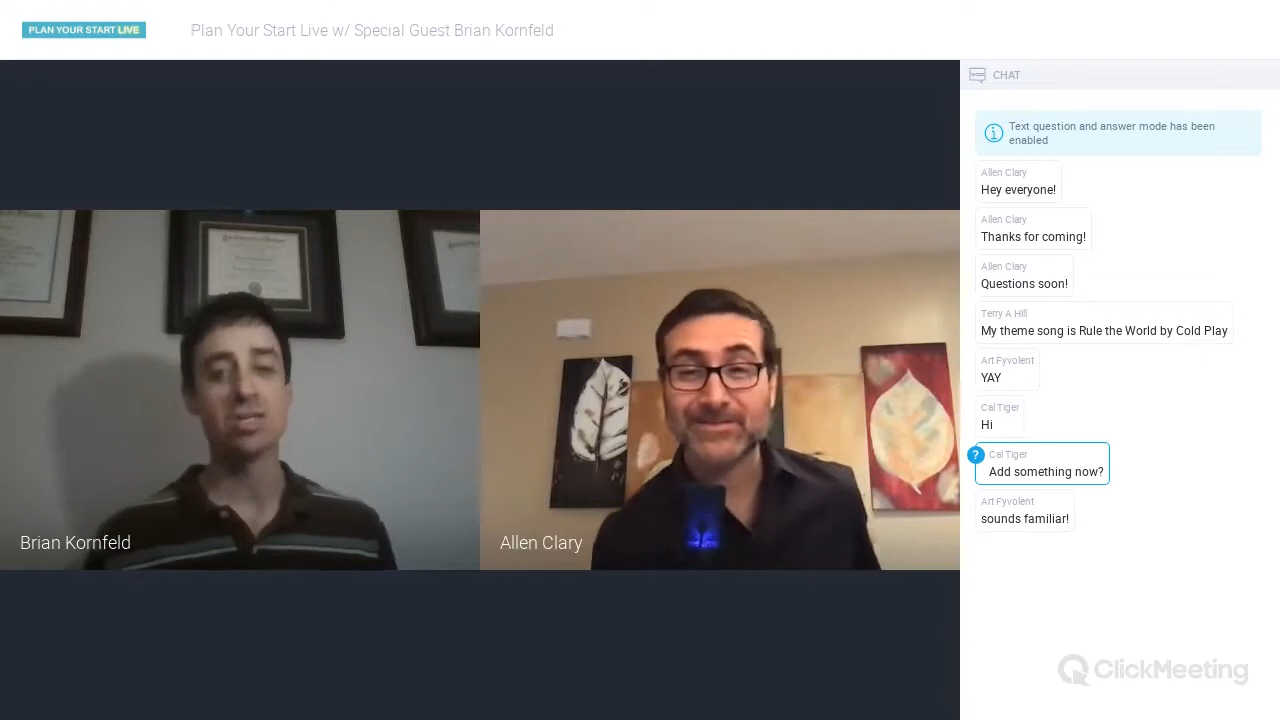 PLAN YOUR START LIVE
Plan Your Start Live w/ Special Guest Brian Kornfeld
CHAT
Text question and answer mode has been
enabled
Allen Clary
Hey everyone!
Allen Clary
Thanks for coming!
Allen Clary
Questions soon!
Terry A Hill
My theme song is Rule the World by Cold Play
Art Fyvolent
YAY
Cal Tiger
Hi
?
Cal Tiger
Add something now?
Art Fyvolent
sounds familiar!
Brian Kornfeld
Allen Clary
ClickMeeting